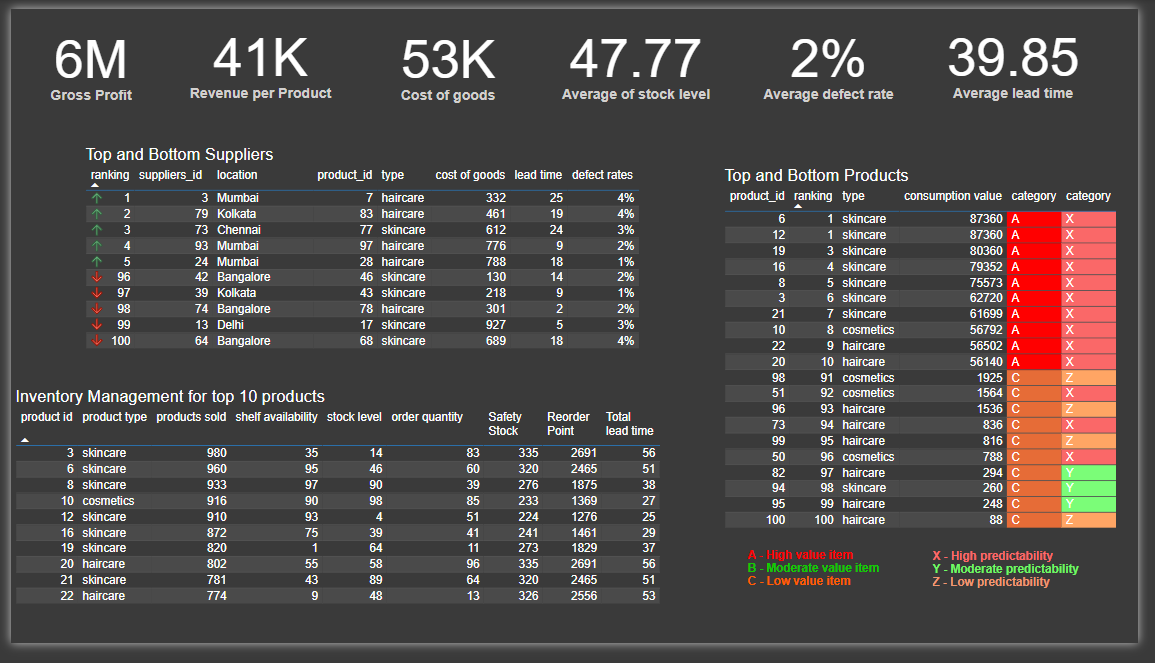 6M
Gross Profit
41K
Revenue per Product
53K
Cost of goods
47.77
Average of stock level
2%
Average defect rate
39.85
Average lead time
Top and Bottom Suppliers
ranking suppliers_id location product_id type cost of goods lead time defect rates
1 3 Mumbai 7 haircare 332 25 4%
2 79 Kolkata 83 haircare 461 19 4%
3 73 Chennai 77 skincare 612 24 3%
4 93 Mumbai 97 haircare 776 9 2%
5 24 Mumbai 28 haircare 788 18 1%
96 42 Bangalore 46 skincare 130 14 2%
97 39 Kolkata 43 skincare 218 9 1%
98 74 Bangalore 78 haircare 301 2 2%
99 13 Delhi 17 skincare 927 5 3%
100 64 Bangalore 68 skincare 689 18 4%
Top and Bottom Products
product_id ranking type consumption value category category
6 1 skincare 87360 A X
12 1 skincare 87360 A X
19 3 skincare 80360 A X
16 4 skincare 79352 A X
8 5 skincare 75573 A X
3 6 skincare 62720 A X
21 7 skincare 61699 A X
10 8 cosmetics 56792 A X
22 9 haircare 56502 A X
20 10 haircare 56140 A X
98 91 cosmetics 1925 C Z
51 92 cosmetics 1564 C X
96 93 haircare 1536 C Z
73 94 haircare 836 C X
99 95 haircare 816 C Z
50 96 cosmetics 788 C X
82 97 haircare 294 C Y
94 98 skincare 260 C Y
95 99 haircare 248 C Y
100 100 haircare 88 C Z
A - High value item
B - Moderate value item
C - Low value item
X - High predictability
Y - Moderate predictability
Z - Low predictability
Inventory Management for top 10 products
product id product type products sold shelf availability stock level order quantity Safety Stock Reorder Point Total lead time
3 skincare 980 35 14 83 335 2691 56
6 skincare 960 95 46 60 320 2465 51
8 skincare 933 97 90 39 276 1875 38
10 cosmetics 916 90 98 85 233 1369 27
12 skincare 910 93 4 51 224 1276 25
16 skincare 872 75 39 41 241 1461 29
19 skincare 820 1 64 11 273 1829 37
20 haircare 802 55 58 96 335 2691 56
21 skincare 781 43 89 64 320 2465 51
22 haircare 774 9 48 13 326 2556 53